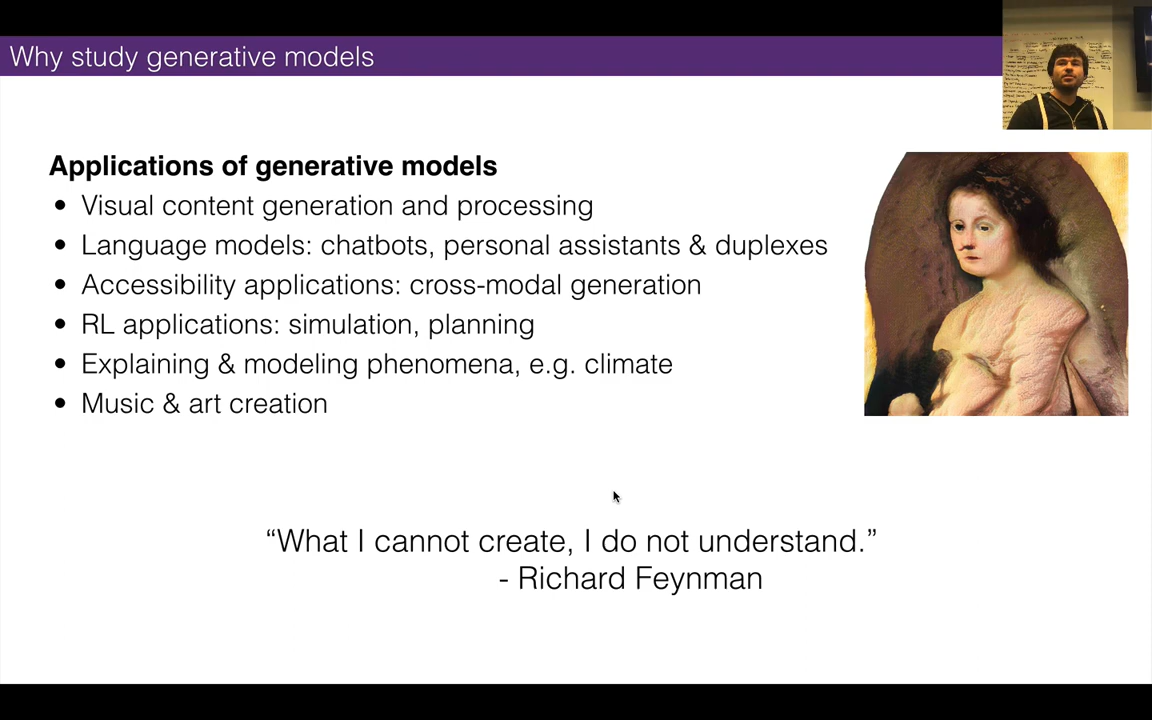 Why study generative models
Applications of generative models
• Visual content generation and processing
• Language models: chatbots, personal assistants & duplexes
• Accessibility applications: cross-modal generation
• RL applications: simulation, planning
• Explaining & modeling phenomena, e.g. climate
• Music & art creation
“What I cannot create, I do not understand.”
- Richard Feynman